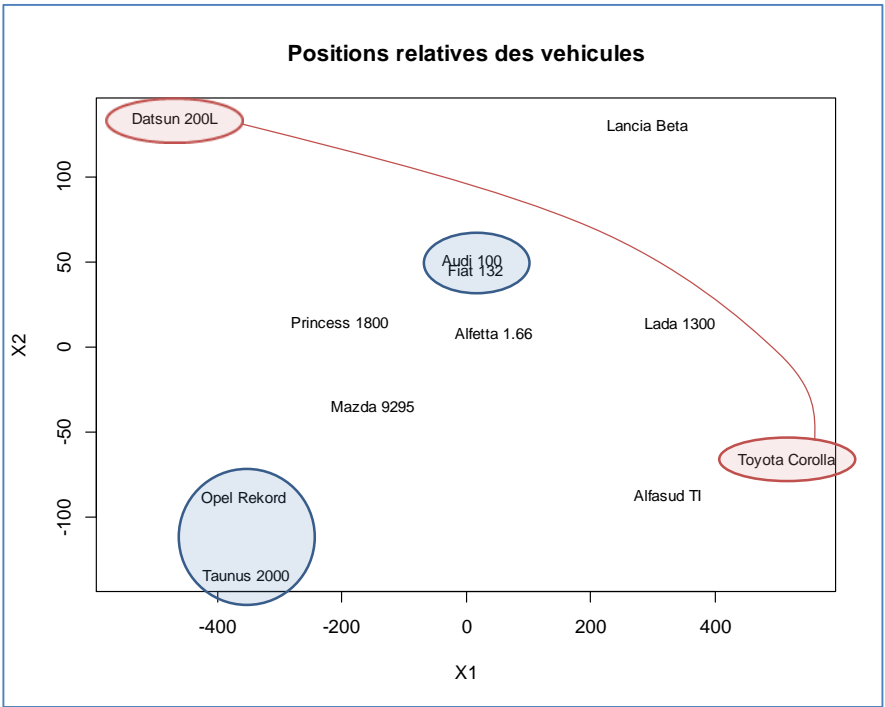 Positions relatives des vehicules
Datsun 200L
Lancia Beta
Audi 100
Fiat 132
Princess 1800
Alfetta 1.66
Lada 1300
Mazda 9295
Toyota Corolla
Opel Rekord
Alfasud TI
Taunus 2000
X2
100
50
0
-50
-100
-400
-200
0
200
400
X1